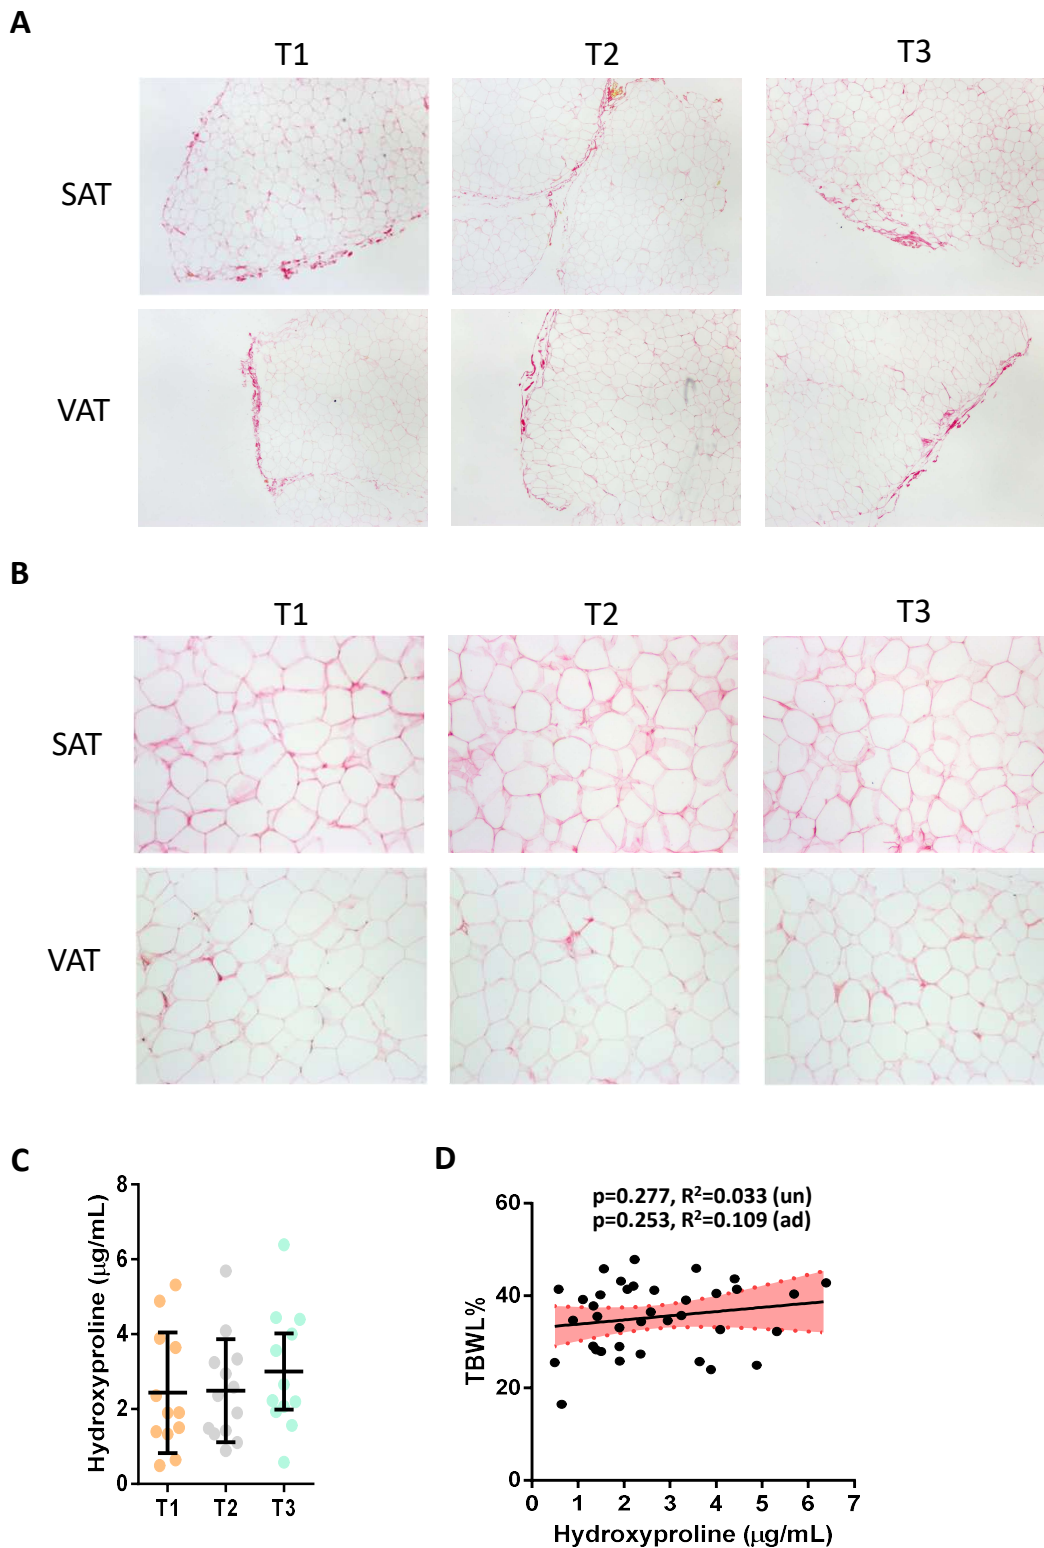 A
T1 T2 T3
SAT
VAT
B
T1 T2 T3
SAT
VAT
C
Hydroxyproline (µg/mL)
8
6
4
2
0
T1 T2 T3
D
p=0.277, R²=0.033 (un)
p=0.253, R²=0.109 (ad)
TBWL%
60
40
20
0
0 1 2 3 4 5 6 7
Hydroxyproline (µg/mL)